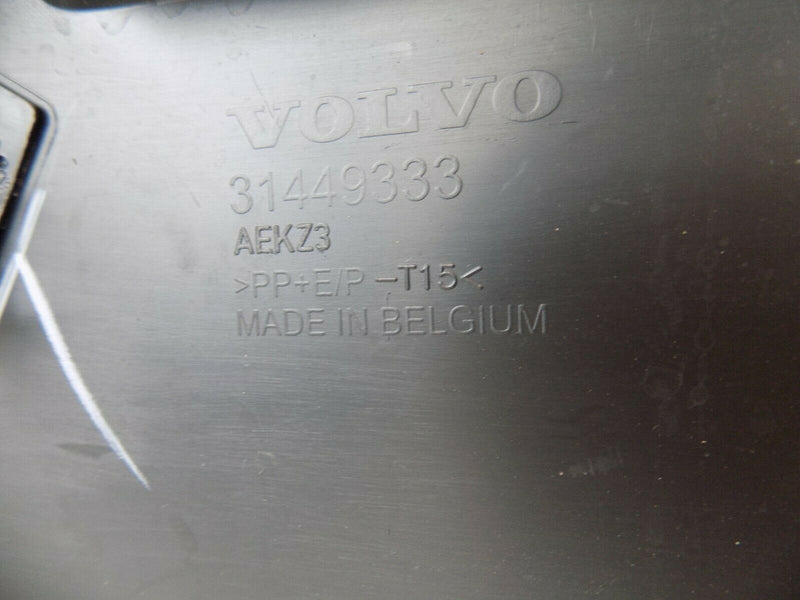 VOLVO
31449333
AEKZ3
>PP+E/P-T15<
MADE IN BELGIUM